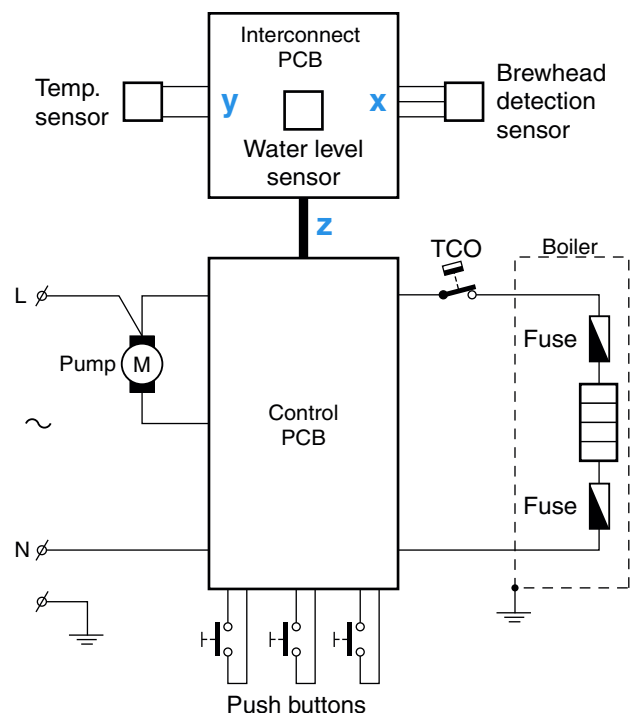 Interconnect
PCB
Temp.
sensor
y
x
Brewhead
detection
sensor
Water level
sensor
z
TCO
Boiler
L
Fuse
Pump
M
Control
PCB
Fuse
N
Push buttons